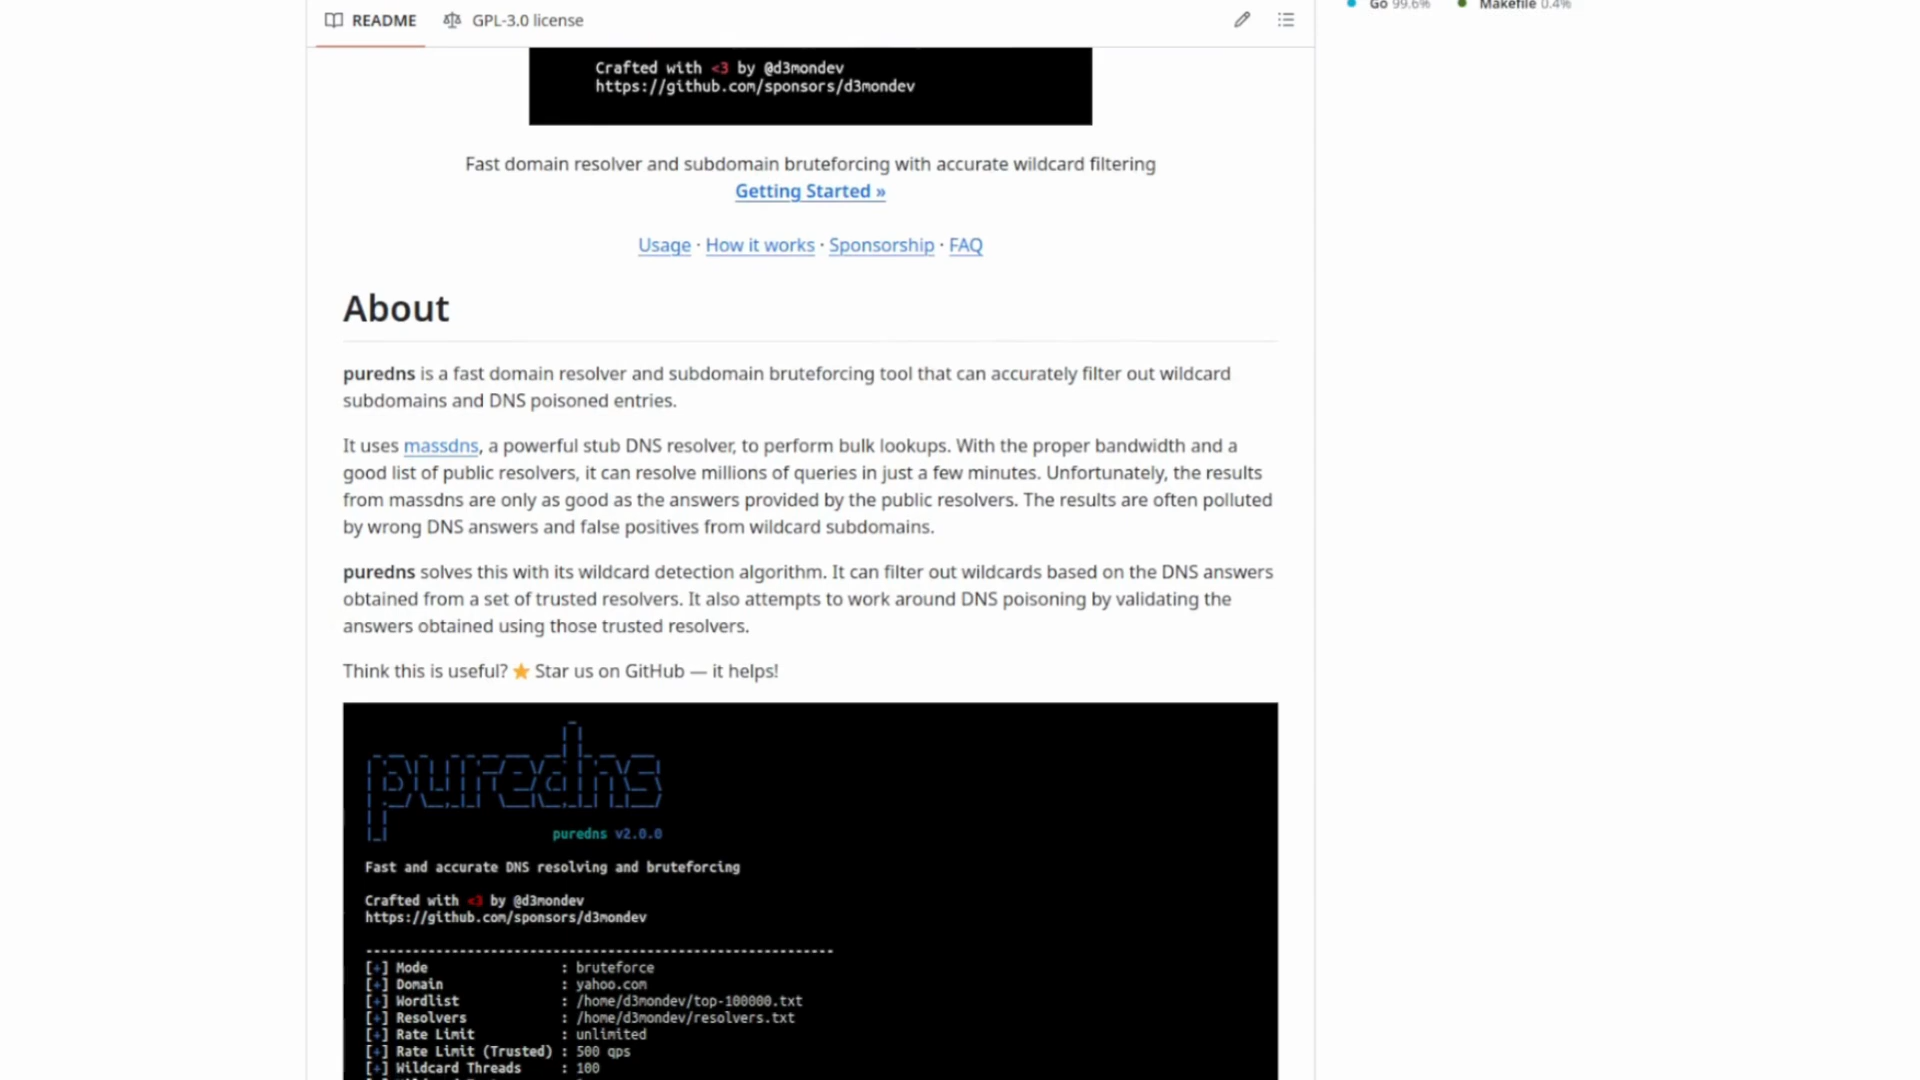 README GPL-3.0 license
Go 99.6% Makefile 0.4%
Crafted with <3 by @d3mondev
https://github.com/sponsors/d3mondev
Fast domain resolver and subdomain bruteforcing with accurate wildcard filtering
Getting Started »
Usage · How it works · Sponsorship · FAQ
About
puredns is a fast domain resolver and subdomain bruteforcing tool that can accurately filter out wildcard
subdomains and DNS poisoned entries.
It uses massdns, a powerful stub DNS resolver, to perform bulk lookups. With the proper bandwidth and a
good list of public resolvers, it can resolve millions of queries in just a few minutes. Unfortunately, the results
from massdns are only as good as the answers provided by the public resolvers. The results are often polluted
by wrong DNS answers and false positives from wildcard subdomains.
puredns solves this with its wildcard detection algorithm. It can filter out wildcards based on the DNS answers
obtained from a set of trusted resolvers. It also attempts to work around DNS poisoning by validating the
answers obtained using those trusted resolvers.
Think this is useful? ⭐ Star us on GitHub — it helps!
puredns
puredns v2.0.0
Fast and accurate DNS resolving and bruteforcing
Crafted with <3 by @d3mondev
https://github.com/sponsors/d3mondev
------------------------------------------------------------
[+] Mode : bruteforce
[+] Domain : yahoo.com
[+] Wordlist : /home/d3mondev/top-100000.txt
[+] Resolvers : /home/d3mondev/resolvers.txt
[+] Rate Limit : unlimited
[+] Rate Limit (Trusted) : 500 qps
[+] Wildcard Threads : 100